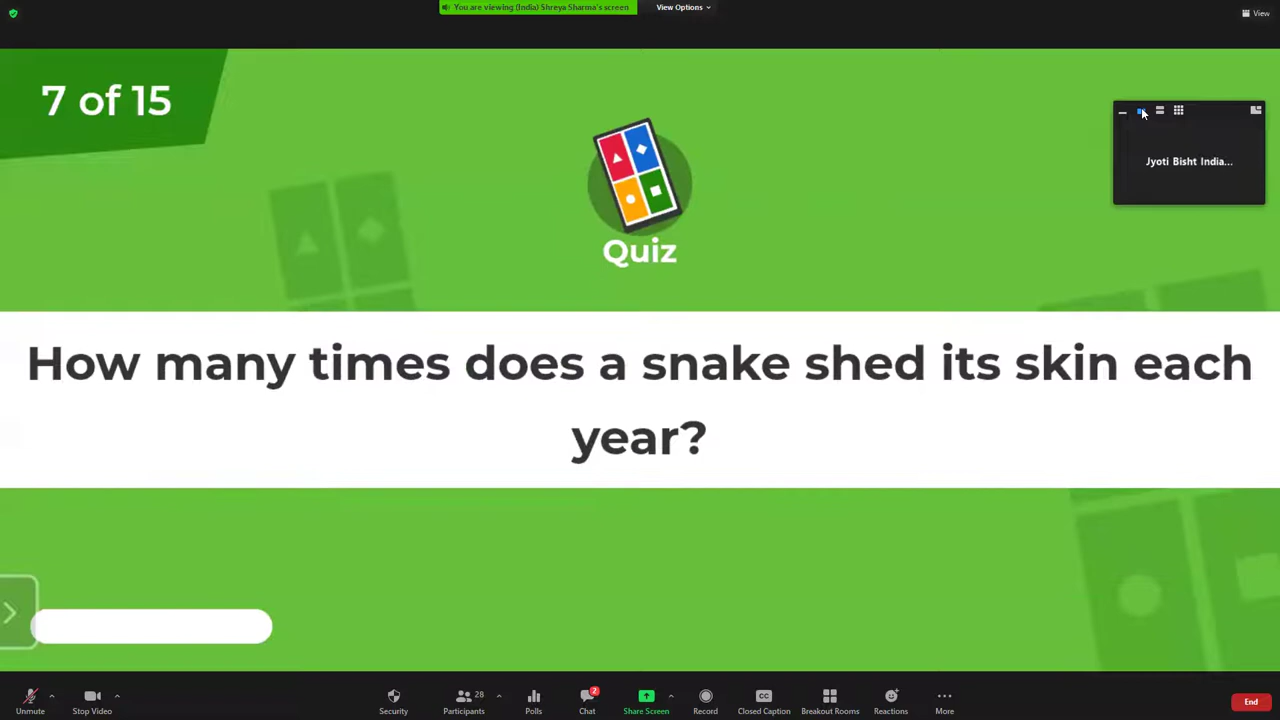 You are viewing (India) Shreya Sharma's screen
View Options
View
7 of 15
Jyoti Bisht India...
Quiz
How many times does a snake shed its skin each
year?
Unmute
Stop Video
Security
Participants
28
Polls
Chat
2
Share Screen
Record
CC
Closed Caption
Breakout Rooms
Reactions
More
End